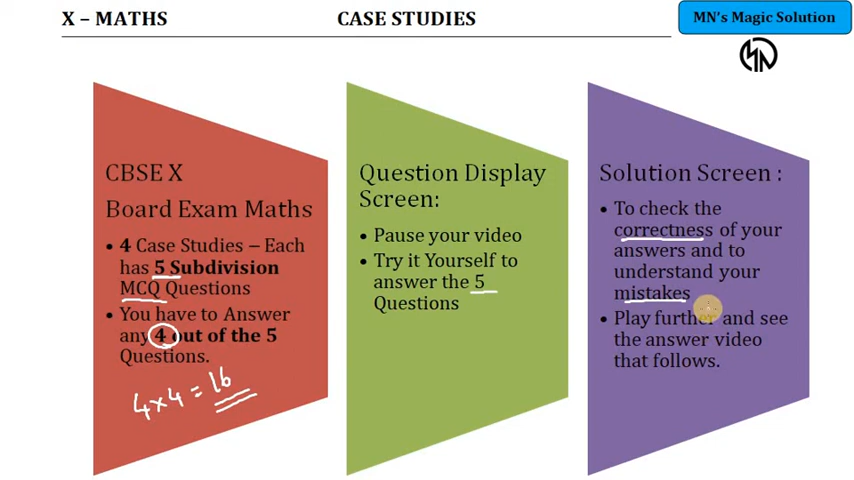 X – MATHS
CASE STUDIES
MN's Magic Solution
CBSE X
Board Exam Maths
• 4 Case Studies – Each
has 5 Subdivision
MCQ Questions
• You have to Answer
any 4 out of the 5
Questions.
4×4=16
Question Display
Screen:
• Pause your video
• Try it Yourself to
answer the 5
Questions
Solution Screen :
• To check the
correctness of your
answers and to
understand your
mistakes
• Play further and see
the answer video
that follows.